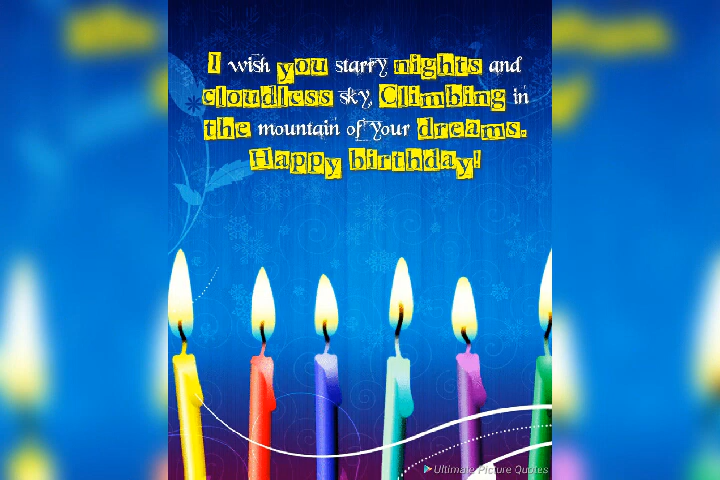 I wish you starry nights and
cloudless sky, Climbing in
the mountain of your dreams.
Happy birthday!
Ultimate Picture Quotes